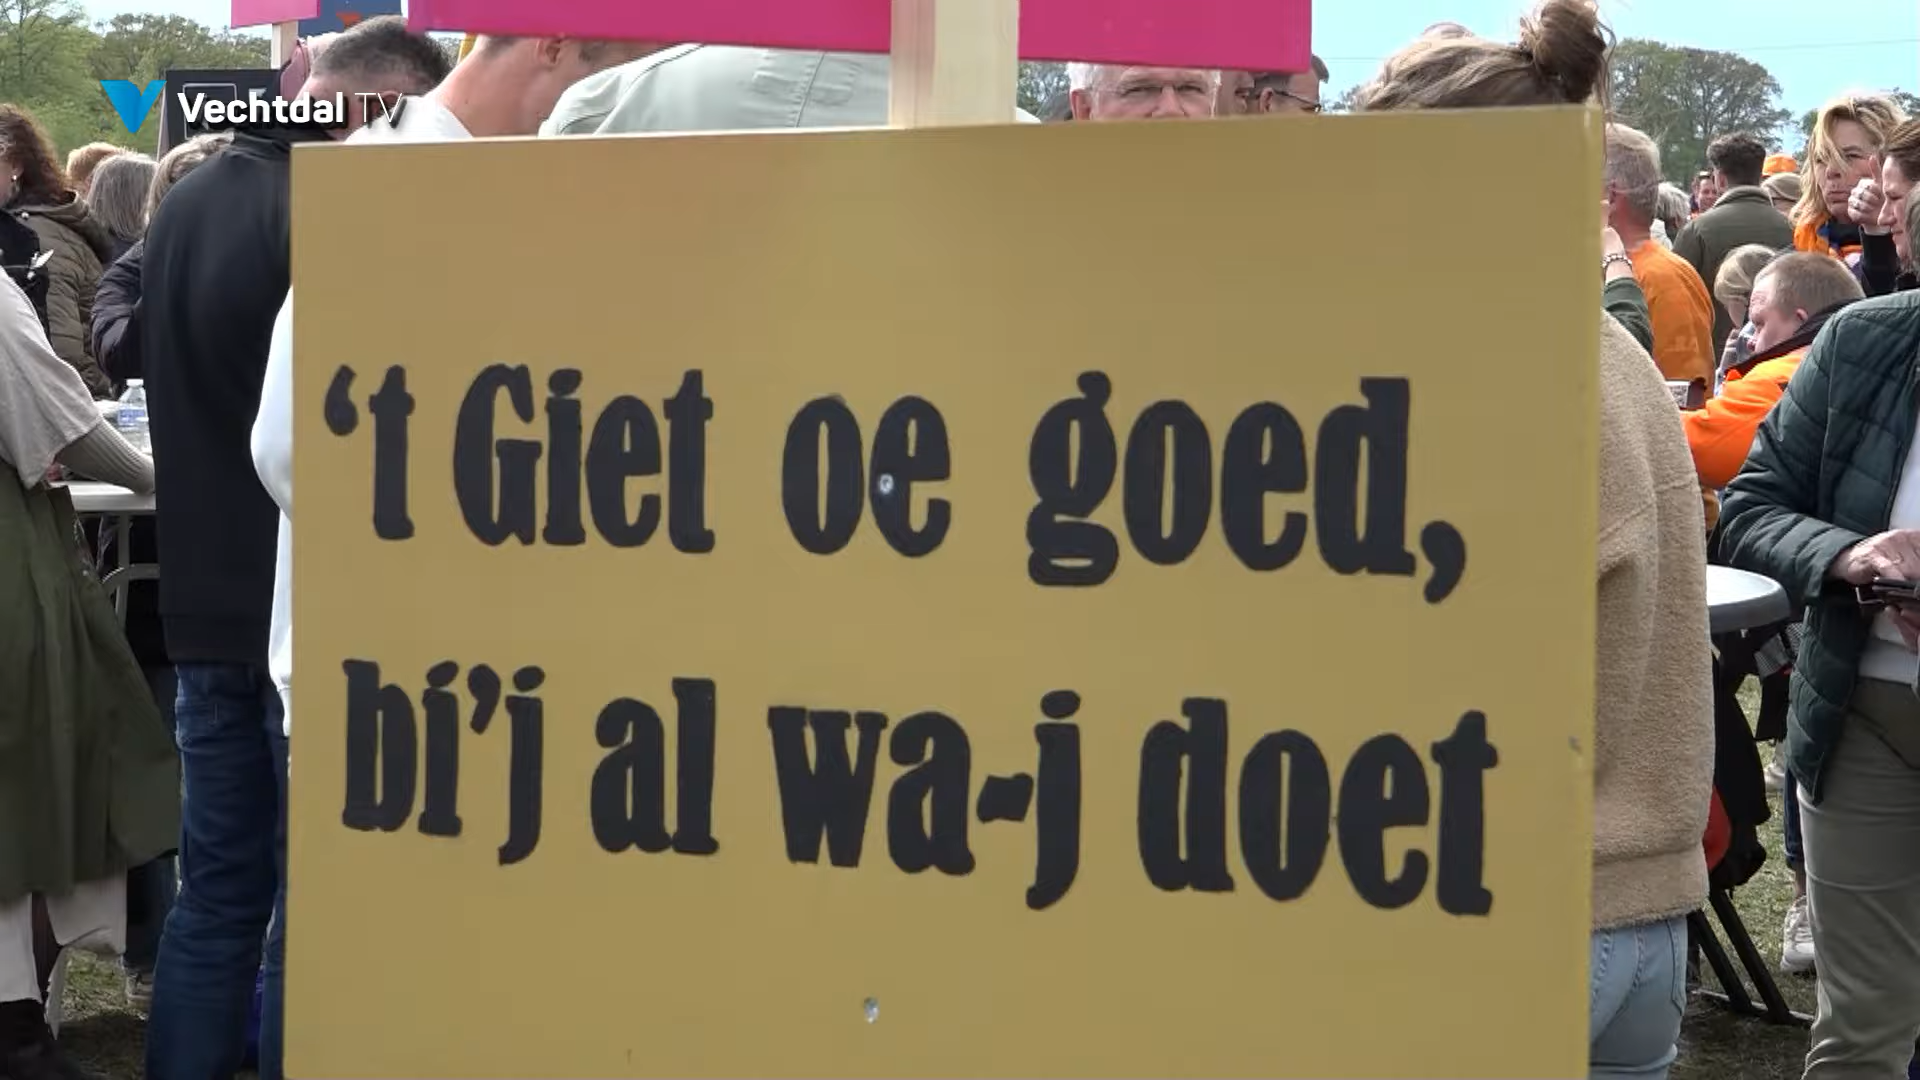 Vechtdal TV
‘t Giet oe goed,
bi’j al wa-j doet